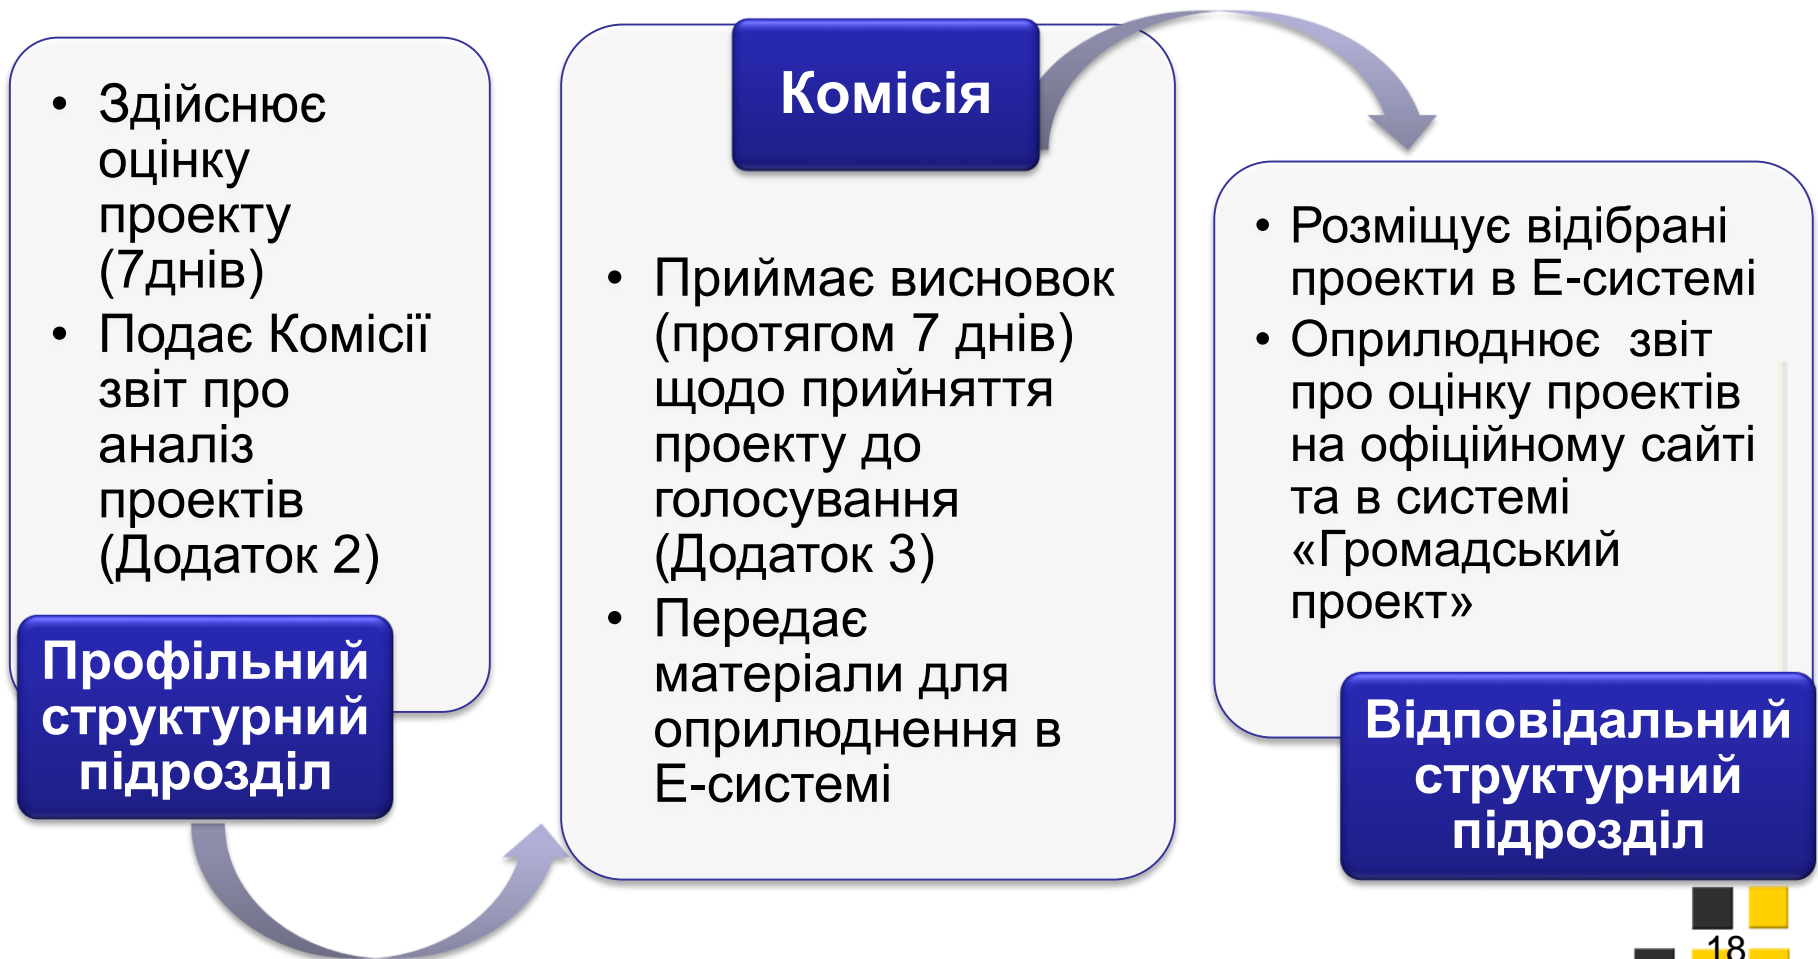 • Здійснює
оцінку
проекту
(7днів)
• Подає Комісії
звіт про
аналіз
проектів
(Додаток 2)
Профільний
структурний
підрозділ
Комісія
• Приймає висновок
(протягом 7 днів)
щодо прийняття
проекту до
голосування
(Додаток 3)
• Передає
матеріали для
оприлюднення в
Е-системі
• Розміщує відібрані
проекти в Е-системі
• Оприлюднює  звіт
про оцінку проектів
на офіційному сайті
та в системі
«Громадський
проект»
Відповідальний
структурний
підрозділ
18